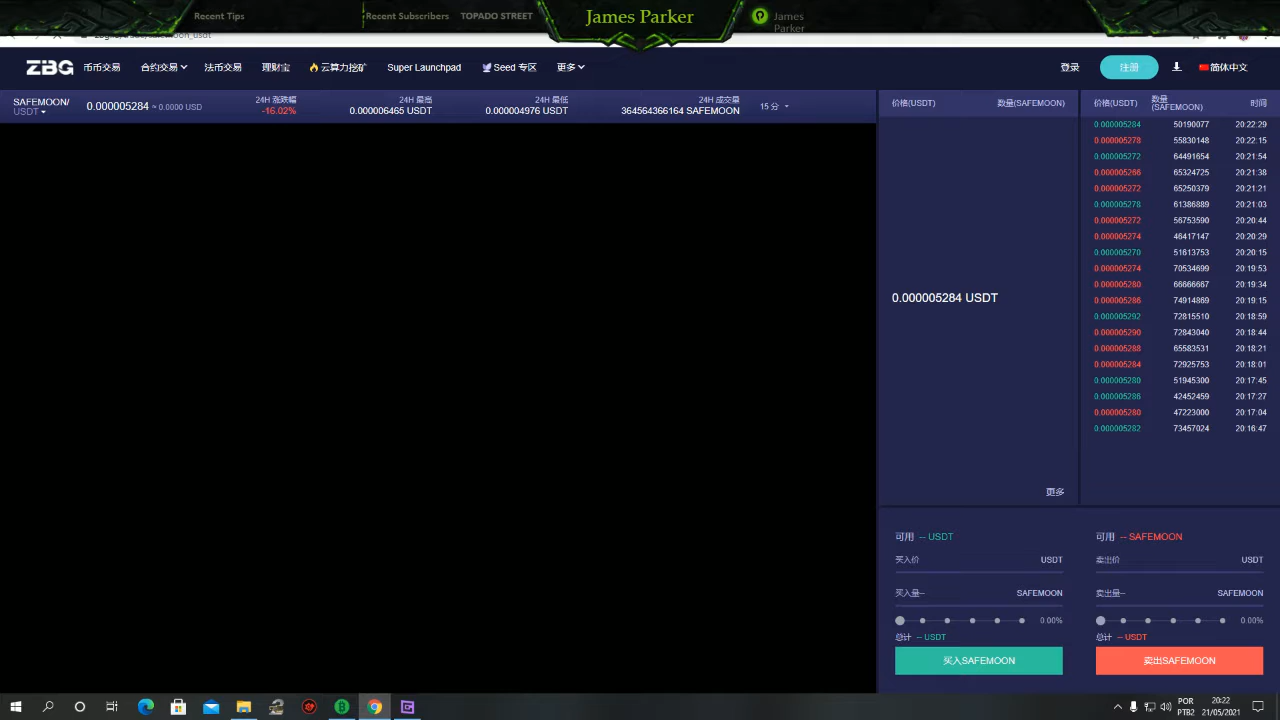 Recent Tips
Recent Subscribers TOPADO STREET
James Parker
James Parker
ZBG 币币交易 合约交易 法币交易 理财宝 云算力挖矿 SuperLaunchpad Seed 专区 更多
登录 注册 简体中文
SAFEMOON/
USDT
0.000005284 ≈ 0.0000 USD
24H 涨跌幅
-16.02%
24H 最高
0.000006465 USDT
24H 最低
0.000004976 USDT
24H 成交量
364564366164 SAFEMOON
15 分
价格(USDT) 数量(SAFEMOON)
0.000005284 USDT
更多
价格(USDT) 数量(SAFEMOON) 时间
0.000005284 50190077 20:22:29
0.000005278 55830148 20:22:15
0.000005272 64491654 20:21:54
0.000005266 65324725 20:21:38
0.000005272 65250379 20:21:21
0.000005278 61386889 20:21:03
0.000005272 56753590 20:20:44
0.000005274 46417147 20:20:29
0.000005270 51613753 20:20:15
0.000005274 70534699 20:19:53
0.000005280 66666667 20:19:34
0.000005286 74914869 20:19:15
0.000005292 72815510 20:18:59
0.000005290 72843040 20:18:44
0.000005288 65583531 20:18:21
0.000005284 72925753 20:18:01
0.000005280 51945300 20:17:45
0.000005286 42452459 20:17:27
0.000005280 47223000 20:17:04
0.000005282 73457024 20:16:47
可用 -- USDT
买入价 USDT
买入量-- SAFEMOON
0.00%
总计 -- USDT
买入SAFEMOON
可用 -- SAFEMOON
卖出价 USDT
卖出量-- SAFEMOON
0.00%
总计 -- USDT
卖出SAFEMOON
POR
PTB2
20:22
21/05/2021